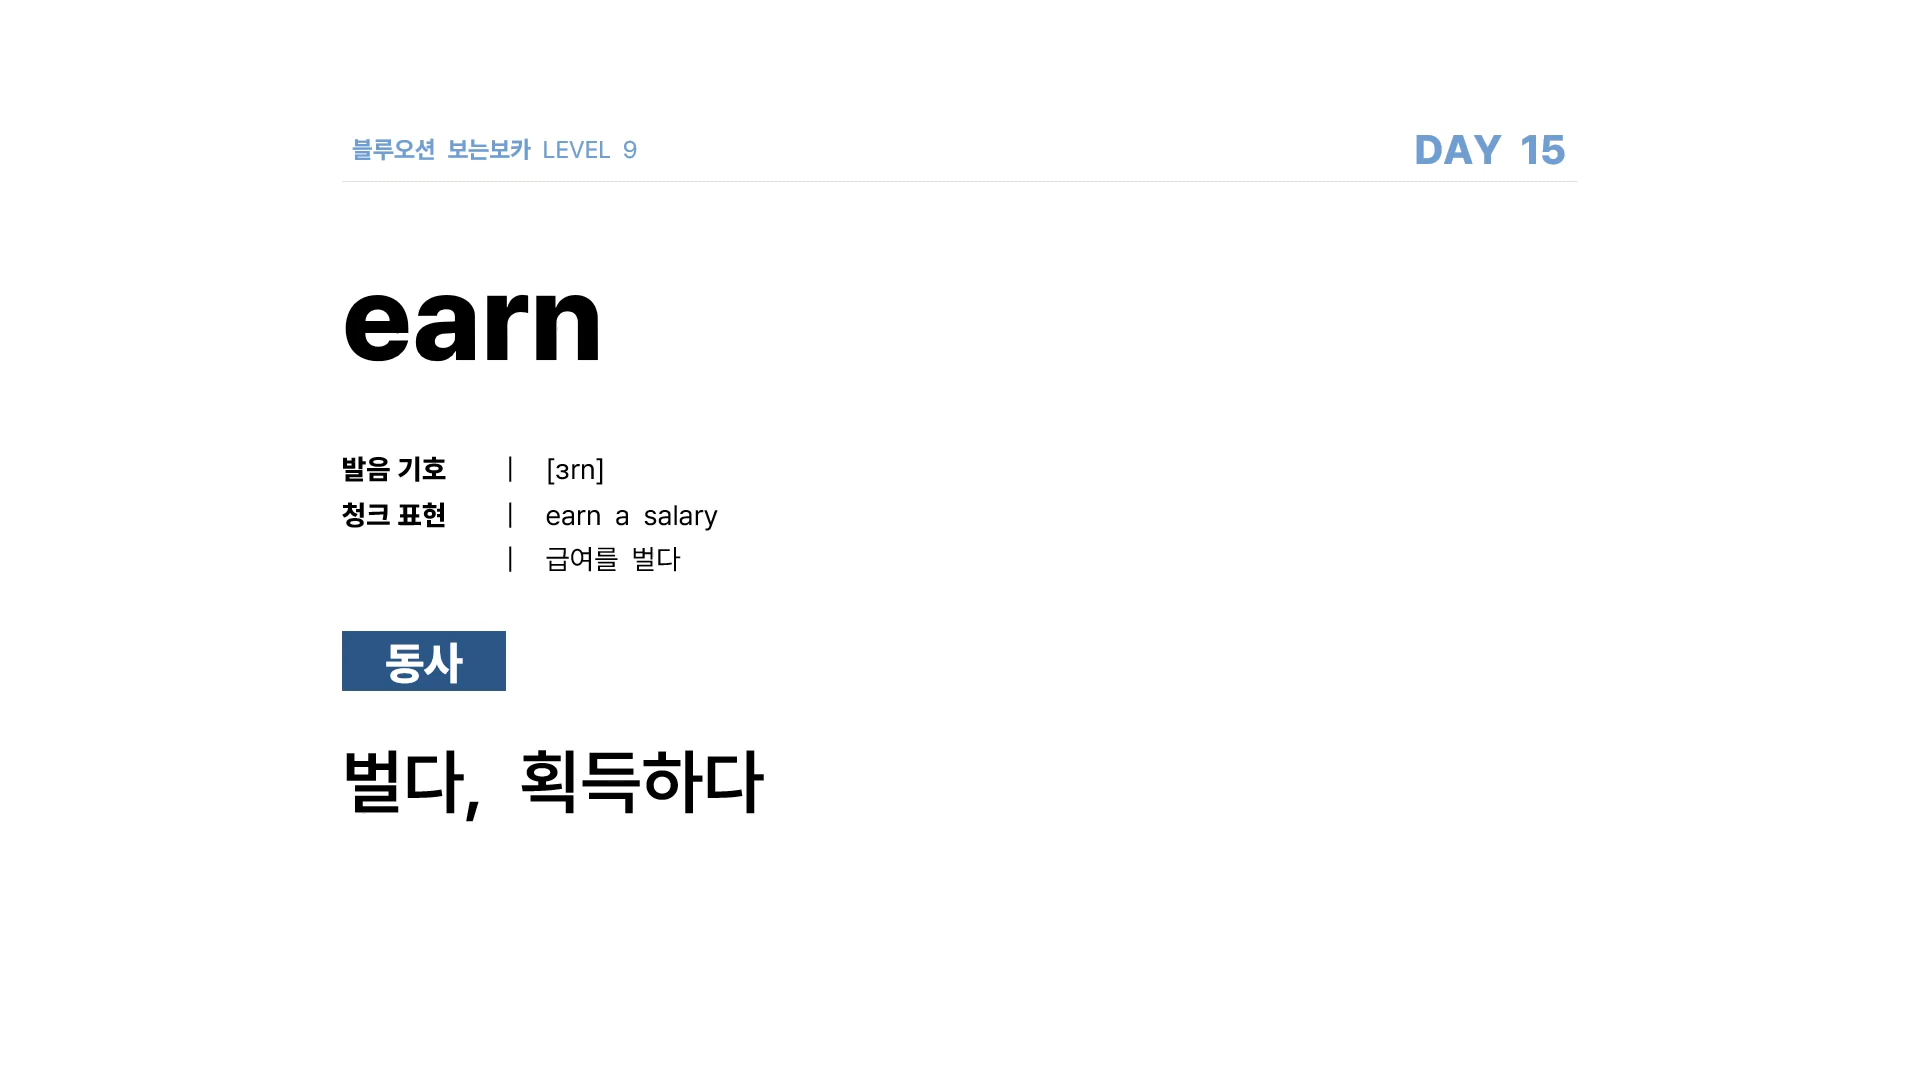 블루오션 보는보카 LEVEL 9
DAY 15
earn
발음 기호 | [ɜrn]
청크 표현 | earn a salary
| 급여를 벌다
동사
벌다, 획득하다